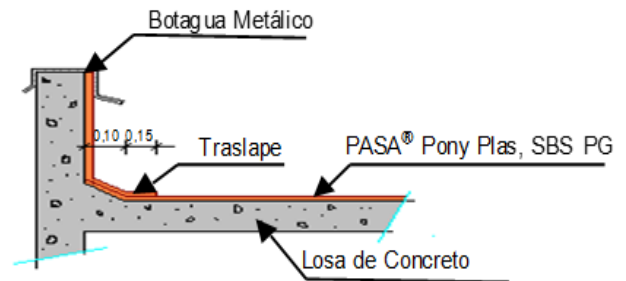 Botagua Metálico
0,10 0,15
Traslape
PASA® Pony Plas, SBS PG
Losa de Concreto